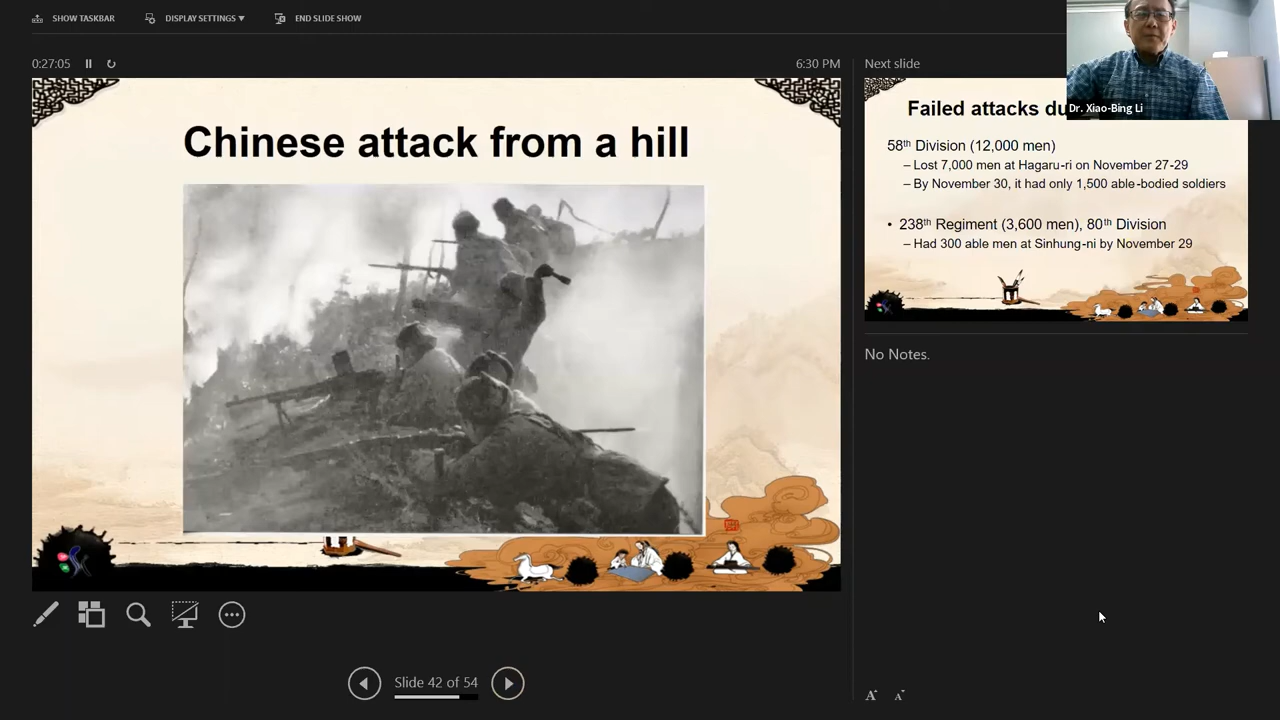 SHOW TASKBAR
DISPLAY SETTINGS ▼
END SLIDE SHOW
0:27:05
6:30 PM
Chinese attack from a hill
Slide 42 of 54
Next slide
Failed attacks du
58th Division (12,000 men)
– Lost 7,000 men at Hagaru-ri on November 27-29
– By November 30, it had only 1,500 able-bodied soldiers
• 238th Regiment (3,600 men), 80th Division
– Had 300 able men at Sinhung-ni by November 29
Dr. Xiao-Bing Li
No Notes.
A A